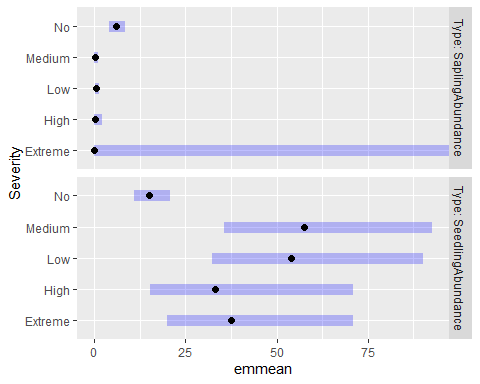 No
Medium
Low
High
Extreme
Type: SaplingAbundance
Severity
No
Medium
Low
High
Extreme
Type: SeedlingAbundance
0 25 50 75
emmean